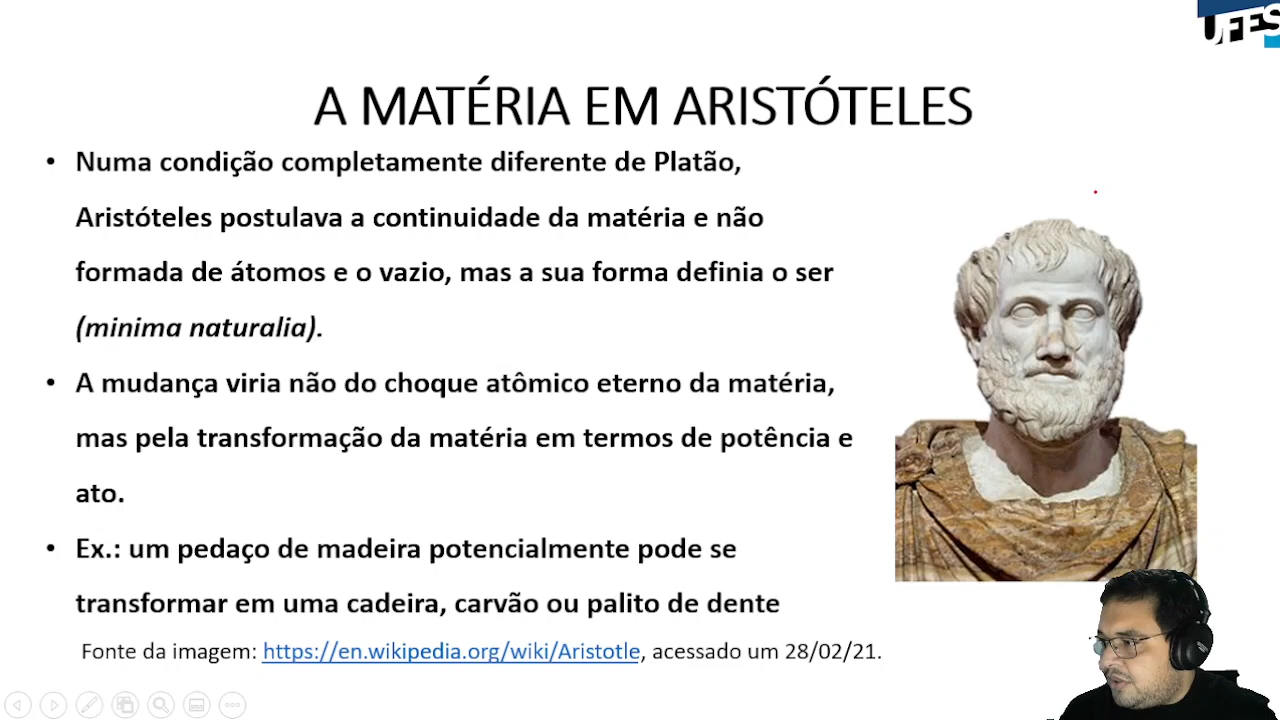 UFES
A MATÉRIA EM ARISTÓTELES
• Numa condição completamente diferente de Platão,
Aristóteles postulava a continuidade da matéria e não
formada de átomos e o vazio, mas a sua forma definia o ser
(minima naturalia).
• A mudança viria não do choque atômico eterno da matéria,
mas pela transformação da matéria em termos de potência e
ato.
• Ex.: um pedaço de madeira potencialmente pode se
transformar em uma cadeira, carvão ou palito de dente
Fonte da imagem: https://en.wikipedia.org/wiki/Aristotle, acessado um 28/02/21.